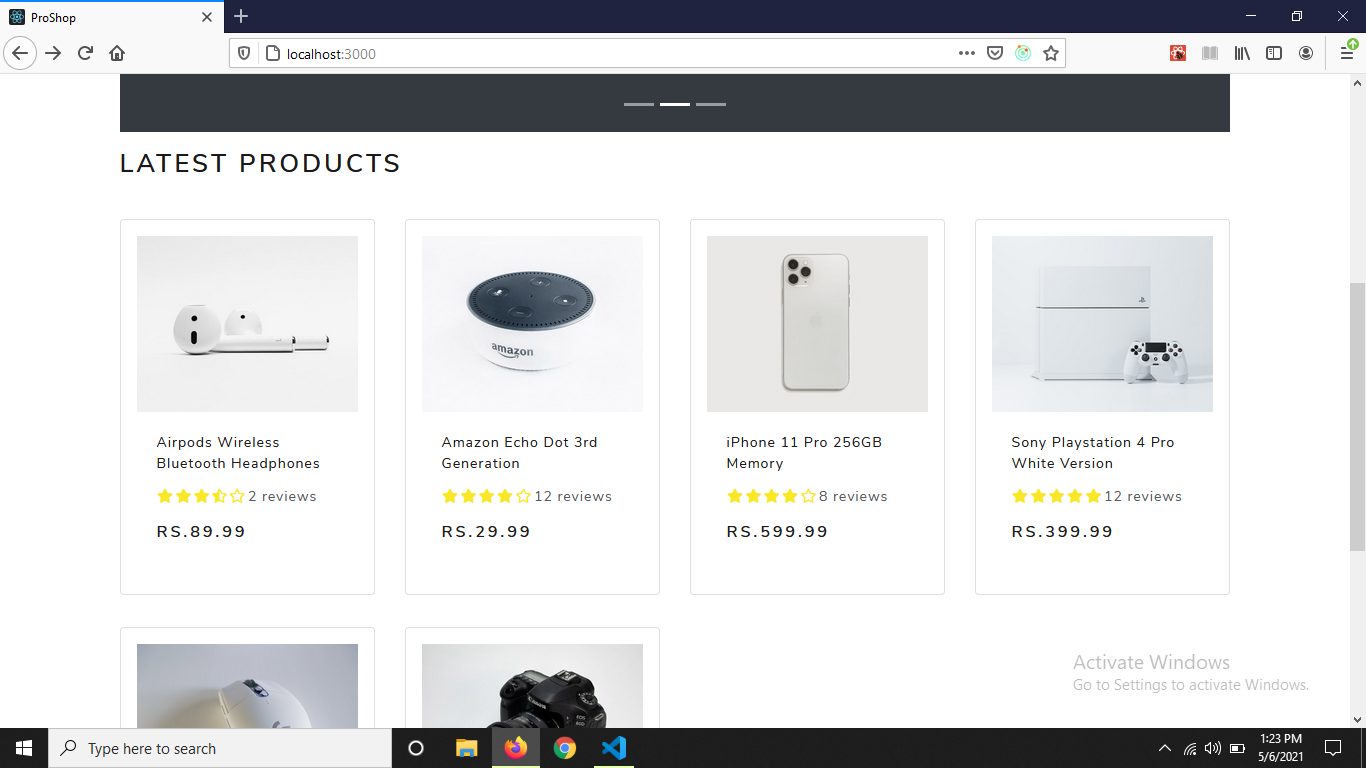 ProShop
localhost:3000
LATEST PRODUCTS
amazon
Airpods Wireless
Bluetooth Headphones
2 reviews
RS.89.99
Amazon Echo Dot 3rd
Generation
12 reviews
RS.29.99
iPhone 11 Pro 256GB
Memory
8 reviews
RS.599.99
Sony Playstation 4 Pro
White Version
12 reviews
RS.399.99
Activate Windows
Go to Settings to activate Windows.
Type here to search
1:23 PM
5/6/2021